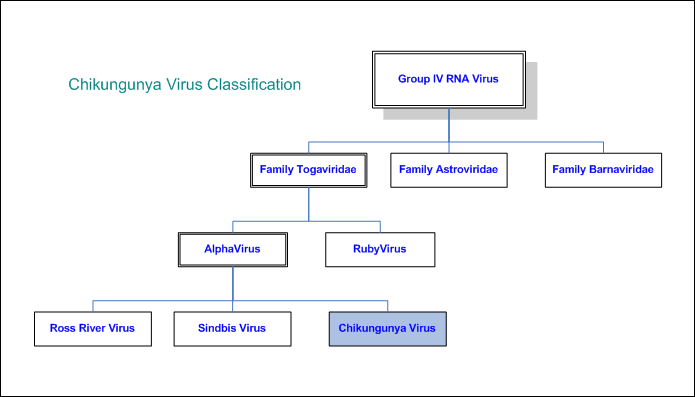 Chikungunya Virus Classification
Group IV RNA Virus
Family Togaviridae
Family Astroviridae
Family Barnaviridae
AlphaVirus
RubyVirus
Ross River Virus
Sindbis Virus
Chikungunya Virus